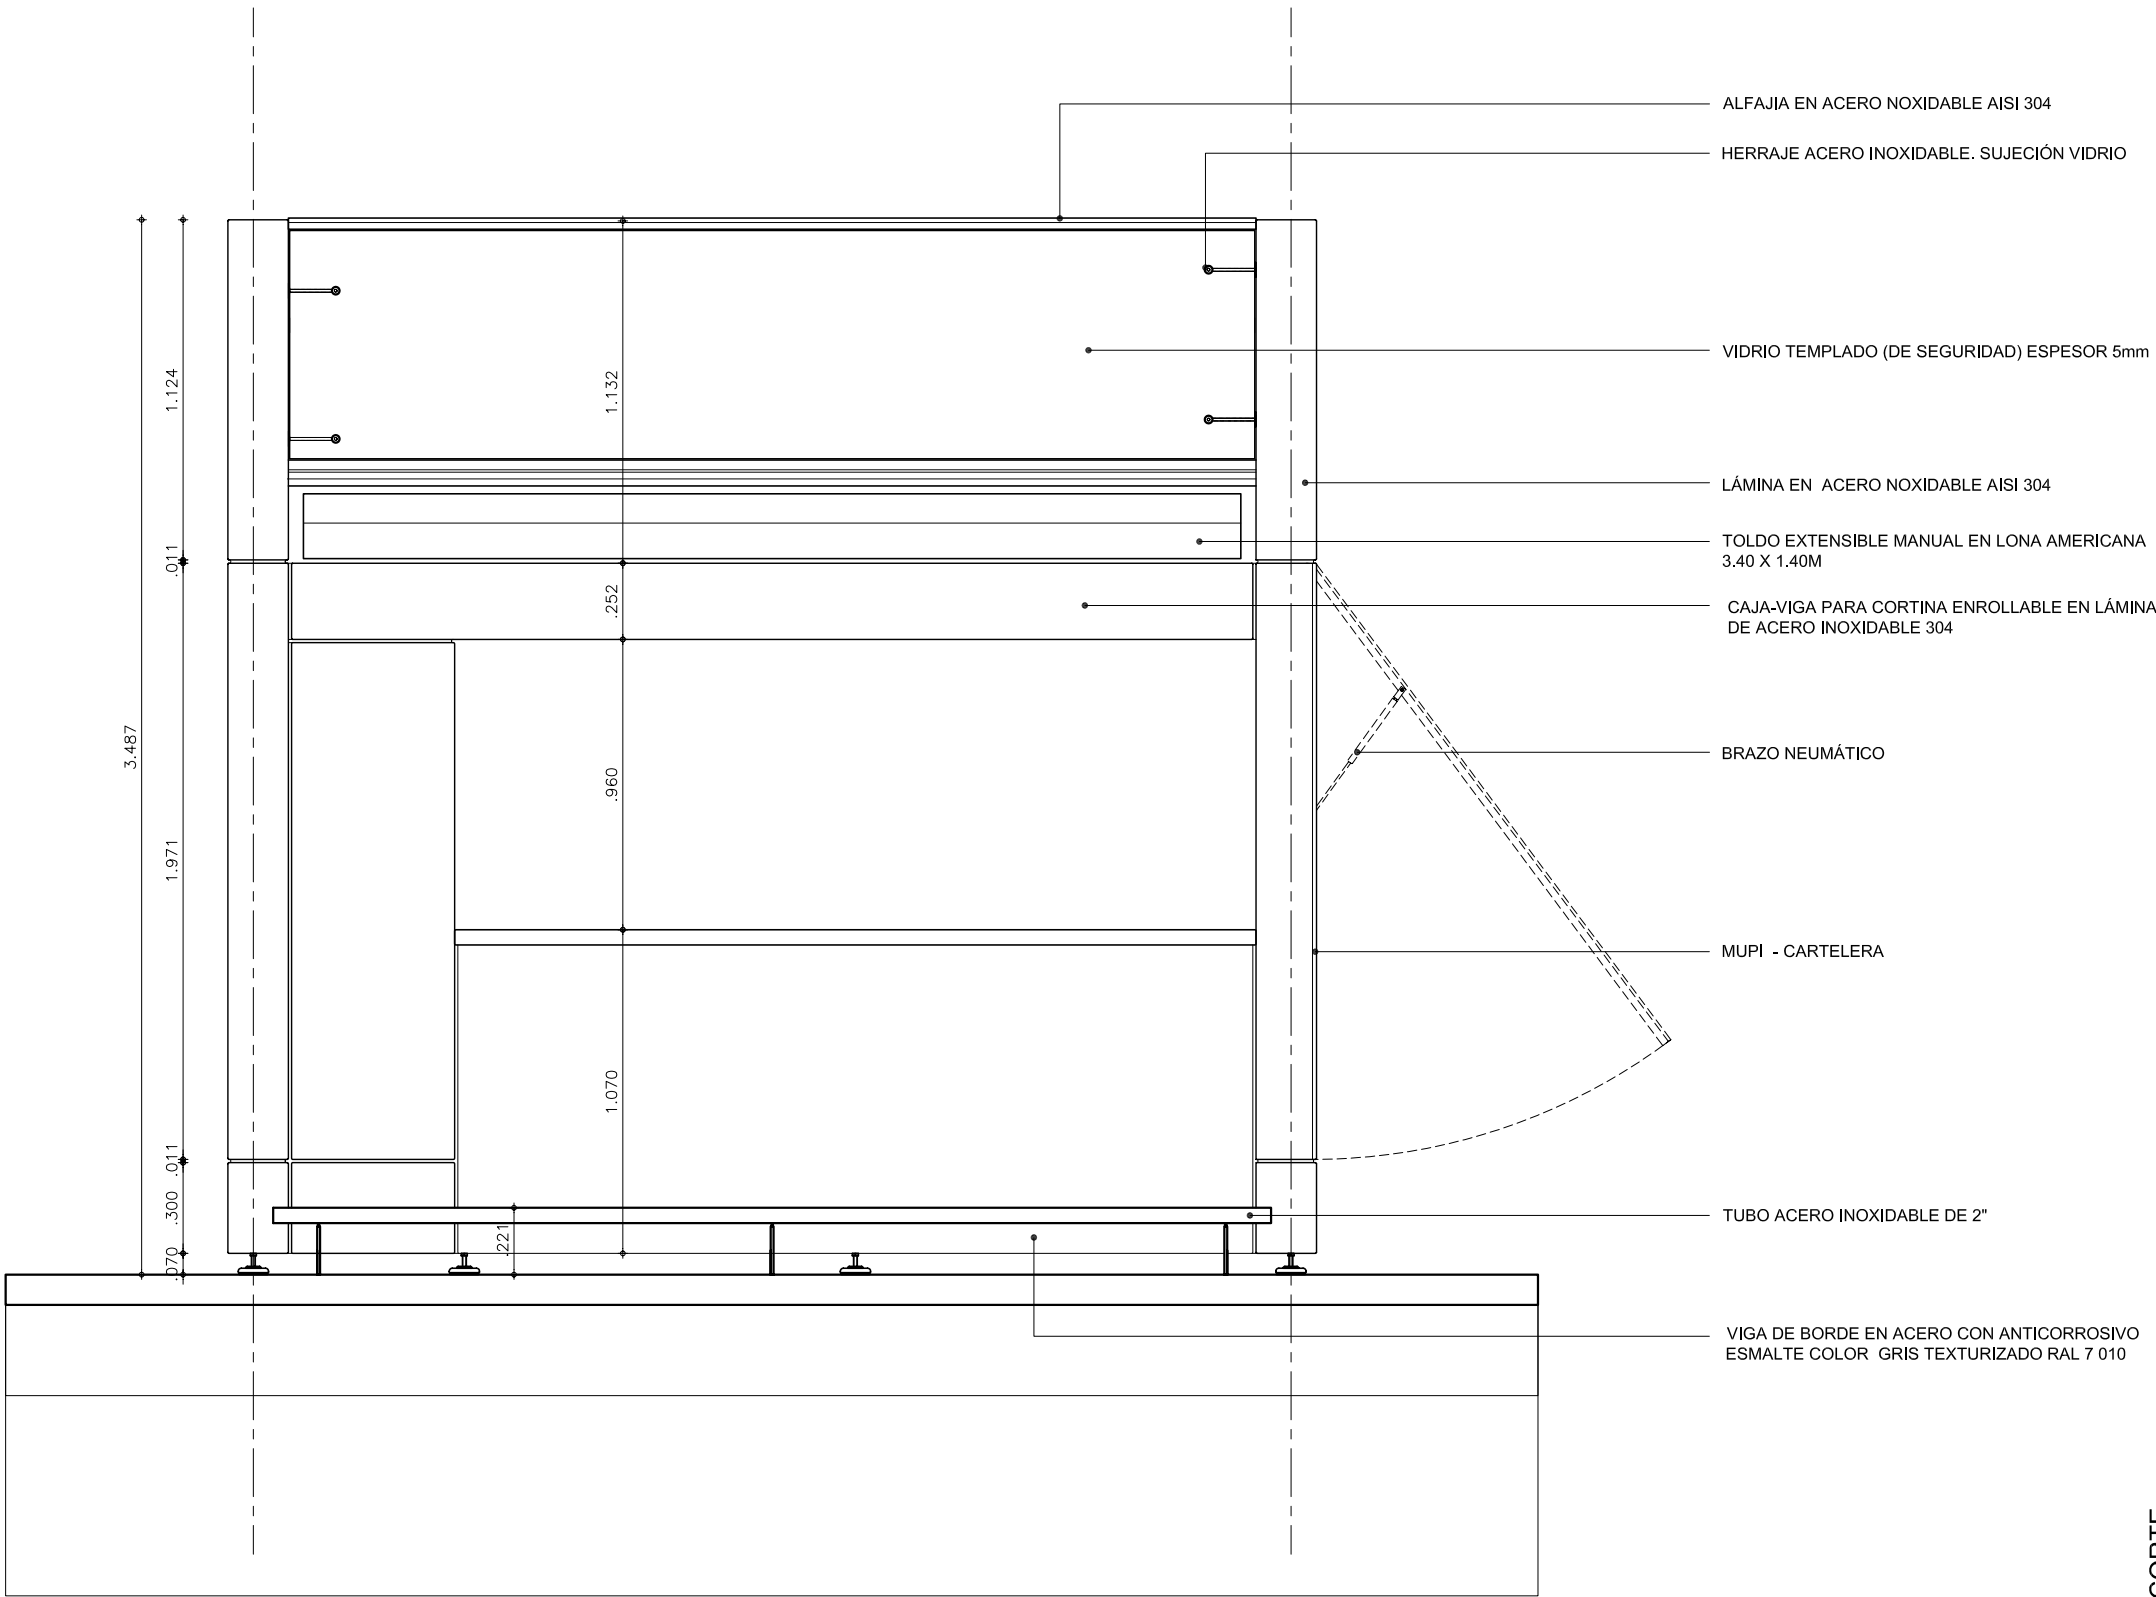 ALFAJIA EN ACERO NOXIDABLE AISI 304
HERRAJE ACERO INOXIDABLE. SUJECIÓN VIDRIO
VIDRIO TEMPLADO (DE SEGURIDAD) ESPESOR 5mm
LÁMINA EN ACERO NOXIDABLE AISI 304
TOLDO EXTENSIBLE MANUAL EN LONA AMERICANA
3.40 X 1.40M
CAJA-VIGA PARA CORTINA ENROLLABLE EN LÁMINA
DE ACERO INOXIDABLE 304
BRAZO NEUMÁTICO
MUPI - CARTELERA
TUBO ACERO INOXIDABLE DE 2"
VIGA DE BORDE EN ACERO CON ANTICORROSIVO
ESMALTE COLOR GRIS TEXTURIZADO RAL 7 010
3.487
1.124
.011
1.971
.011
.300
.070
1.132
.252
.960
1.070
.221
CORTE